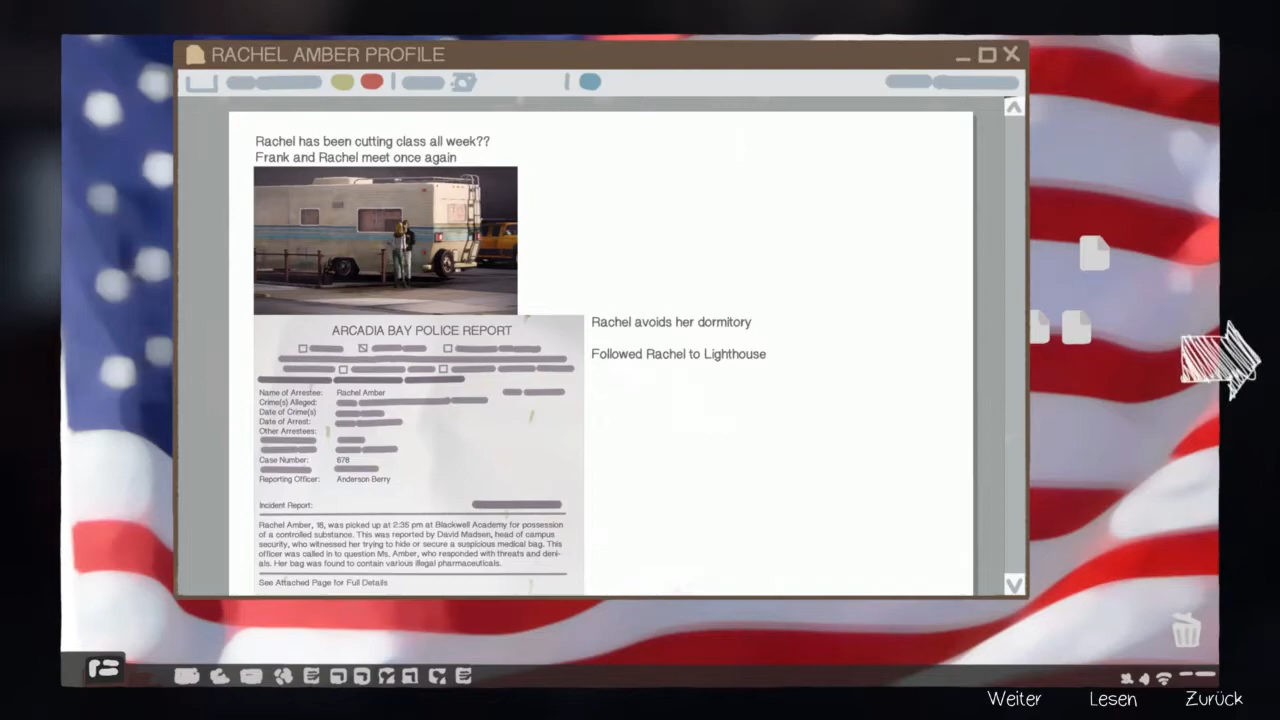 RACHEL AMBER PROFILE
Rachel has been cutting class all week??
Frank and Rachel meet once again
ARCADIA BAY POLICE REPORT
Name of Arrestee: Rachel Amber
Crime(s) Alleged:
Date of Crime(s)
Date of Arrest:
Other Arrestees:
Case Number: 676
Reporting Officer: Anderson Berry
Incident Report:
Rachel Amber, 18, was picked up at 2:35 pm at Blackwell Academy for possession
of a controlled substance. This was reported by David Madsen, head of campus
security, who witnessed her trying to hide or secure a suspicious medical bag. This
officer was called in to question Ms. Amber, who responded with threats and deni-
als. Her bag was found to contain various illegal pharmaceuticals.
See Attached Page for Full Details
Rachel avoids her dormitory
Followed Rachel to Lighthouse
Weiter Lesen Zurück